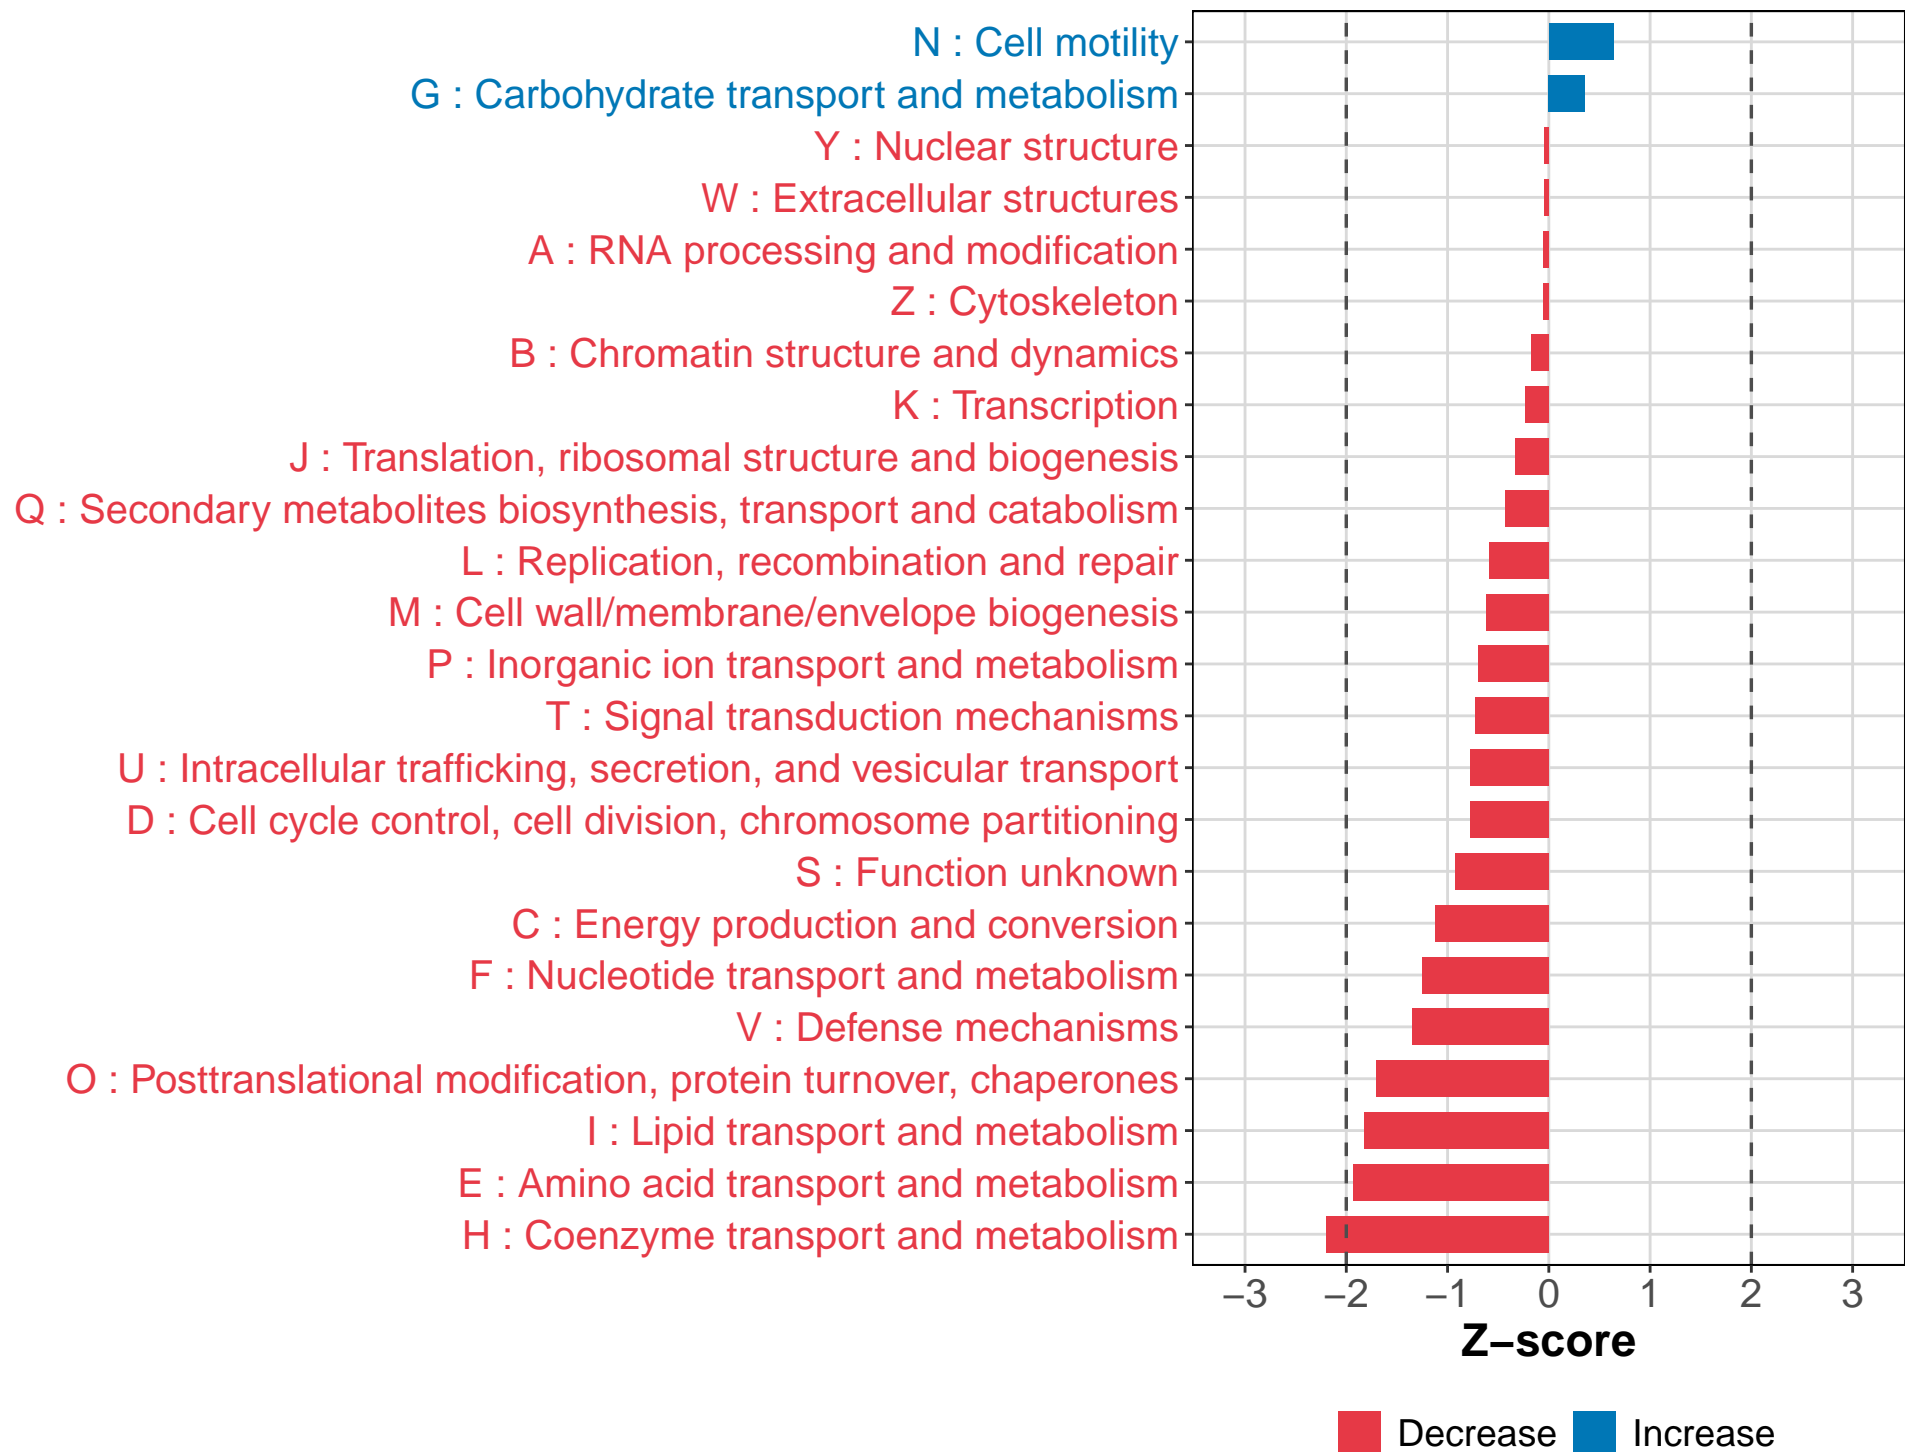 N : Cell motility
G : Carbohydrate transport and metabolism
Y : Nuclear structure
W : Extracellular structures
A : RNA processing and modification
Z : Cytoskeleton
B : Chromatin structure and dynamics
K : Transcription
J : Translation, ribosomal structure and biogenesis
Q : Secondary metabolites biosynthesis, transport and catabolism
L : Replication, recombination and repair
M : Cell wall/membrane/envelope biogenesis
P : Inorganic ion transport and metabolism
T : Signal transduction mechanisms
U : Intracellular trafficking, secretion, and vesicular transport
D : Cell cycle control, cell division, chromosome partitioning
S : Function unknown
C : Energy production and conversion
F : Nucleotide transport and metabolism
V : Defense mechanisms
O : Posttranslational modification, protein turnover, chaperones
I : Lipid transport and metabolism
E : Amino acid transport and metabolism
H : Coenzyme transport and metabolism
−3 −2 −1 0 1 2 3
Z−score
Decrease Increase